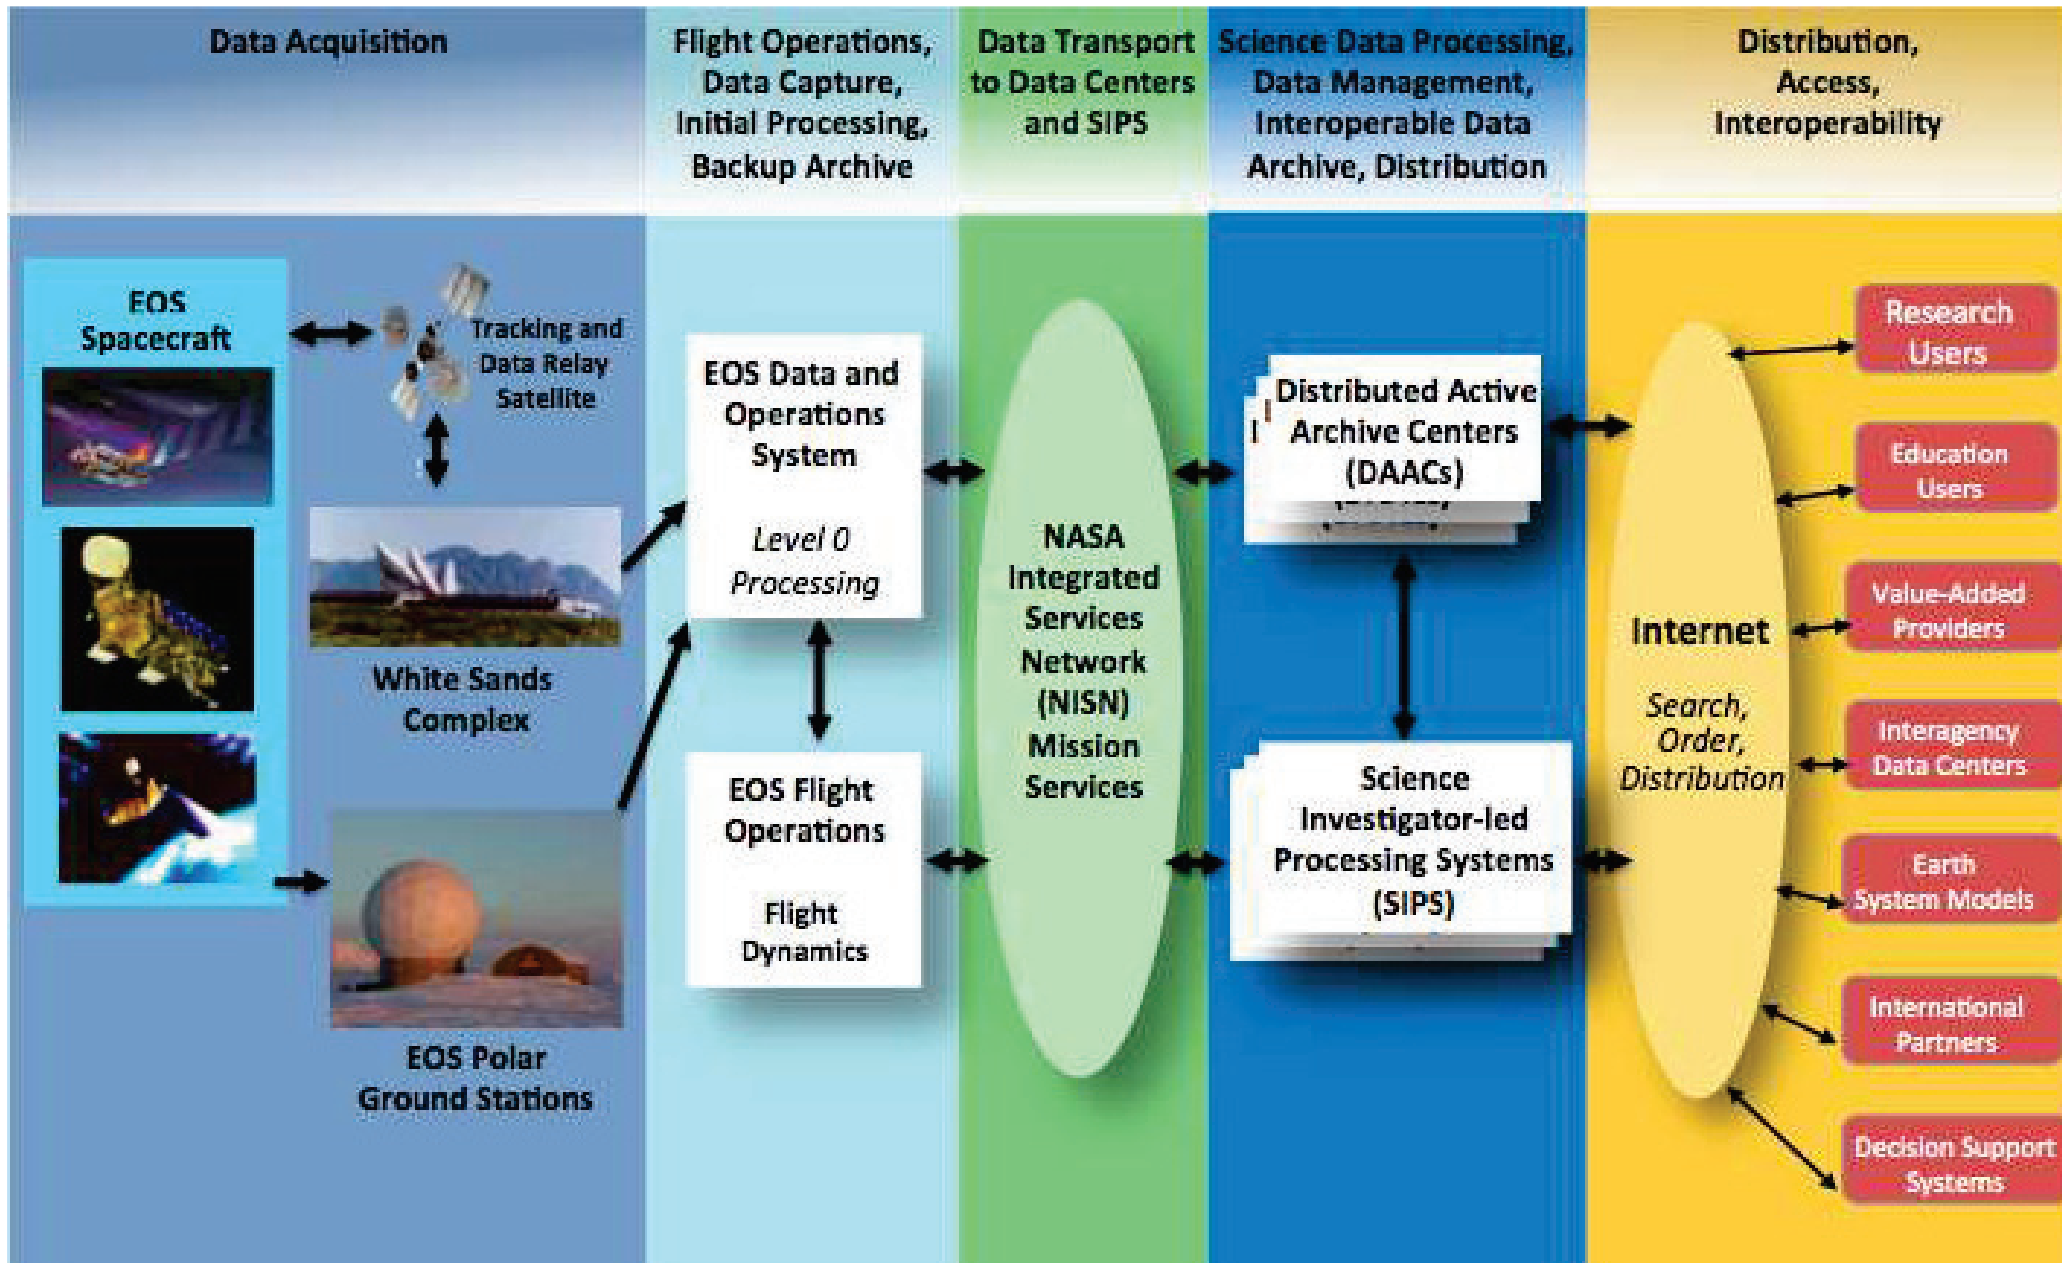 Data Acquisition
Flight Operations,
Data Capture,
Initial Processing,
Backup Archive
Data Transport
to Data Centers
and SIPS
Science Data Processing,
Data Management,
Interoperable Data
Archive, Distribution
Distribution,
Access,
Interoperability
EOS
Spacecraft
Tracking and
Data Relay
Satellite
White Sands
Complex
EOS Polar
Ground Stations
EOS Data and
Operations
System
Level 0
Processing
EOS Flight
Operations
Flight
Dynamics
NASA
Integrated
Services
Network
(NISN)
Mission
Services
Distributed Active
Archive Centers
(DAACs)
Science
Investigator-led
Processing Systems
(SIPS)
Internet
Search,
Order,
Distribution
Research
Users
Education
Users
Value-Added
Providers
Interagency
Data Centers
Earth
System Models
International
Partners
Decision Support
Systems